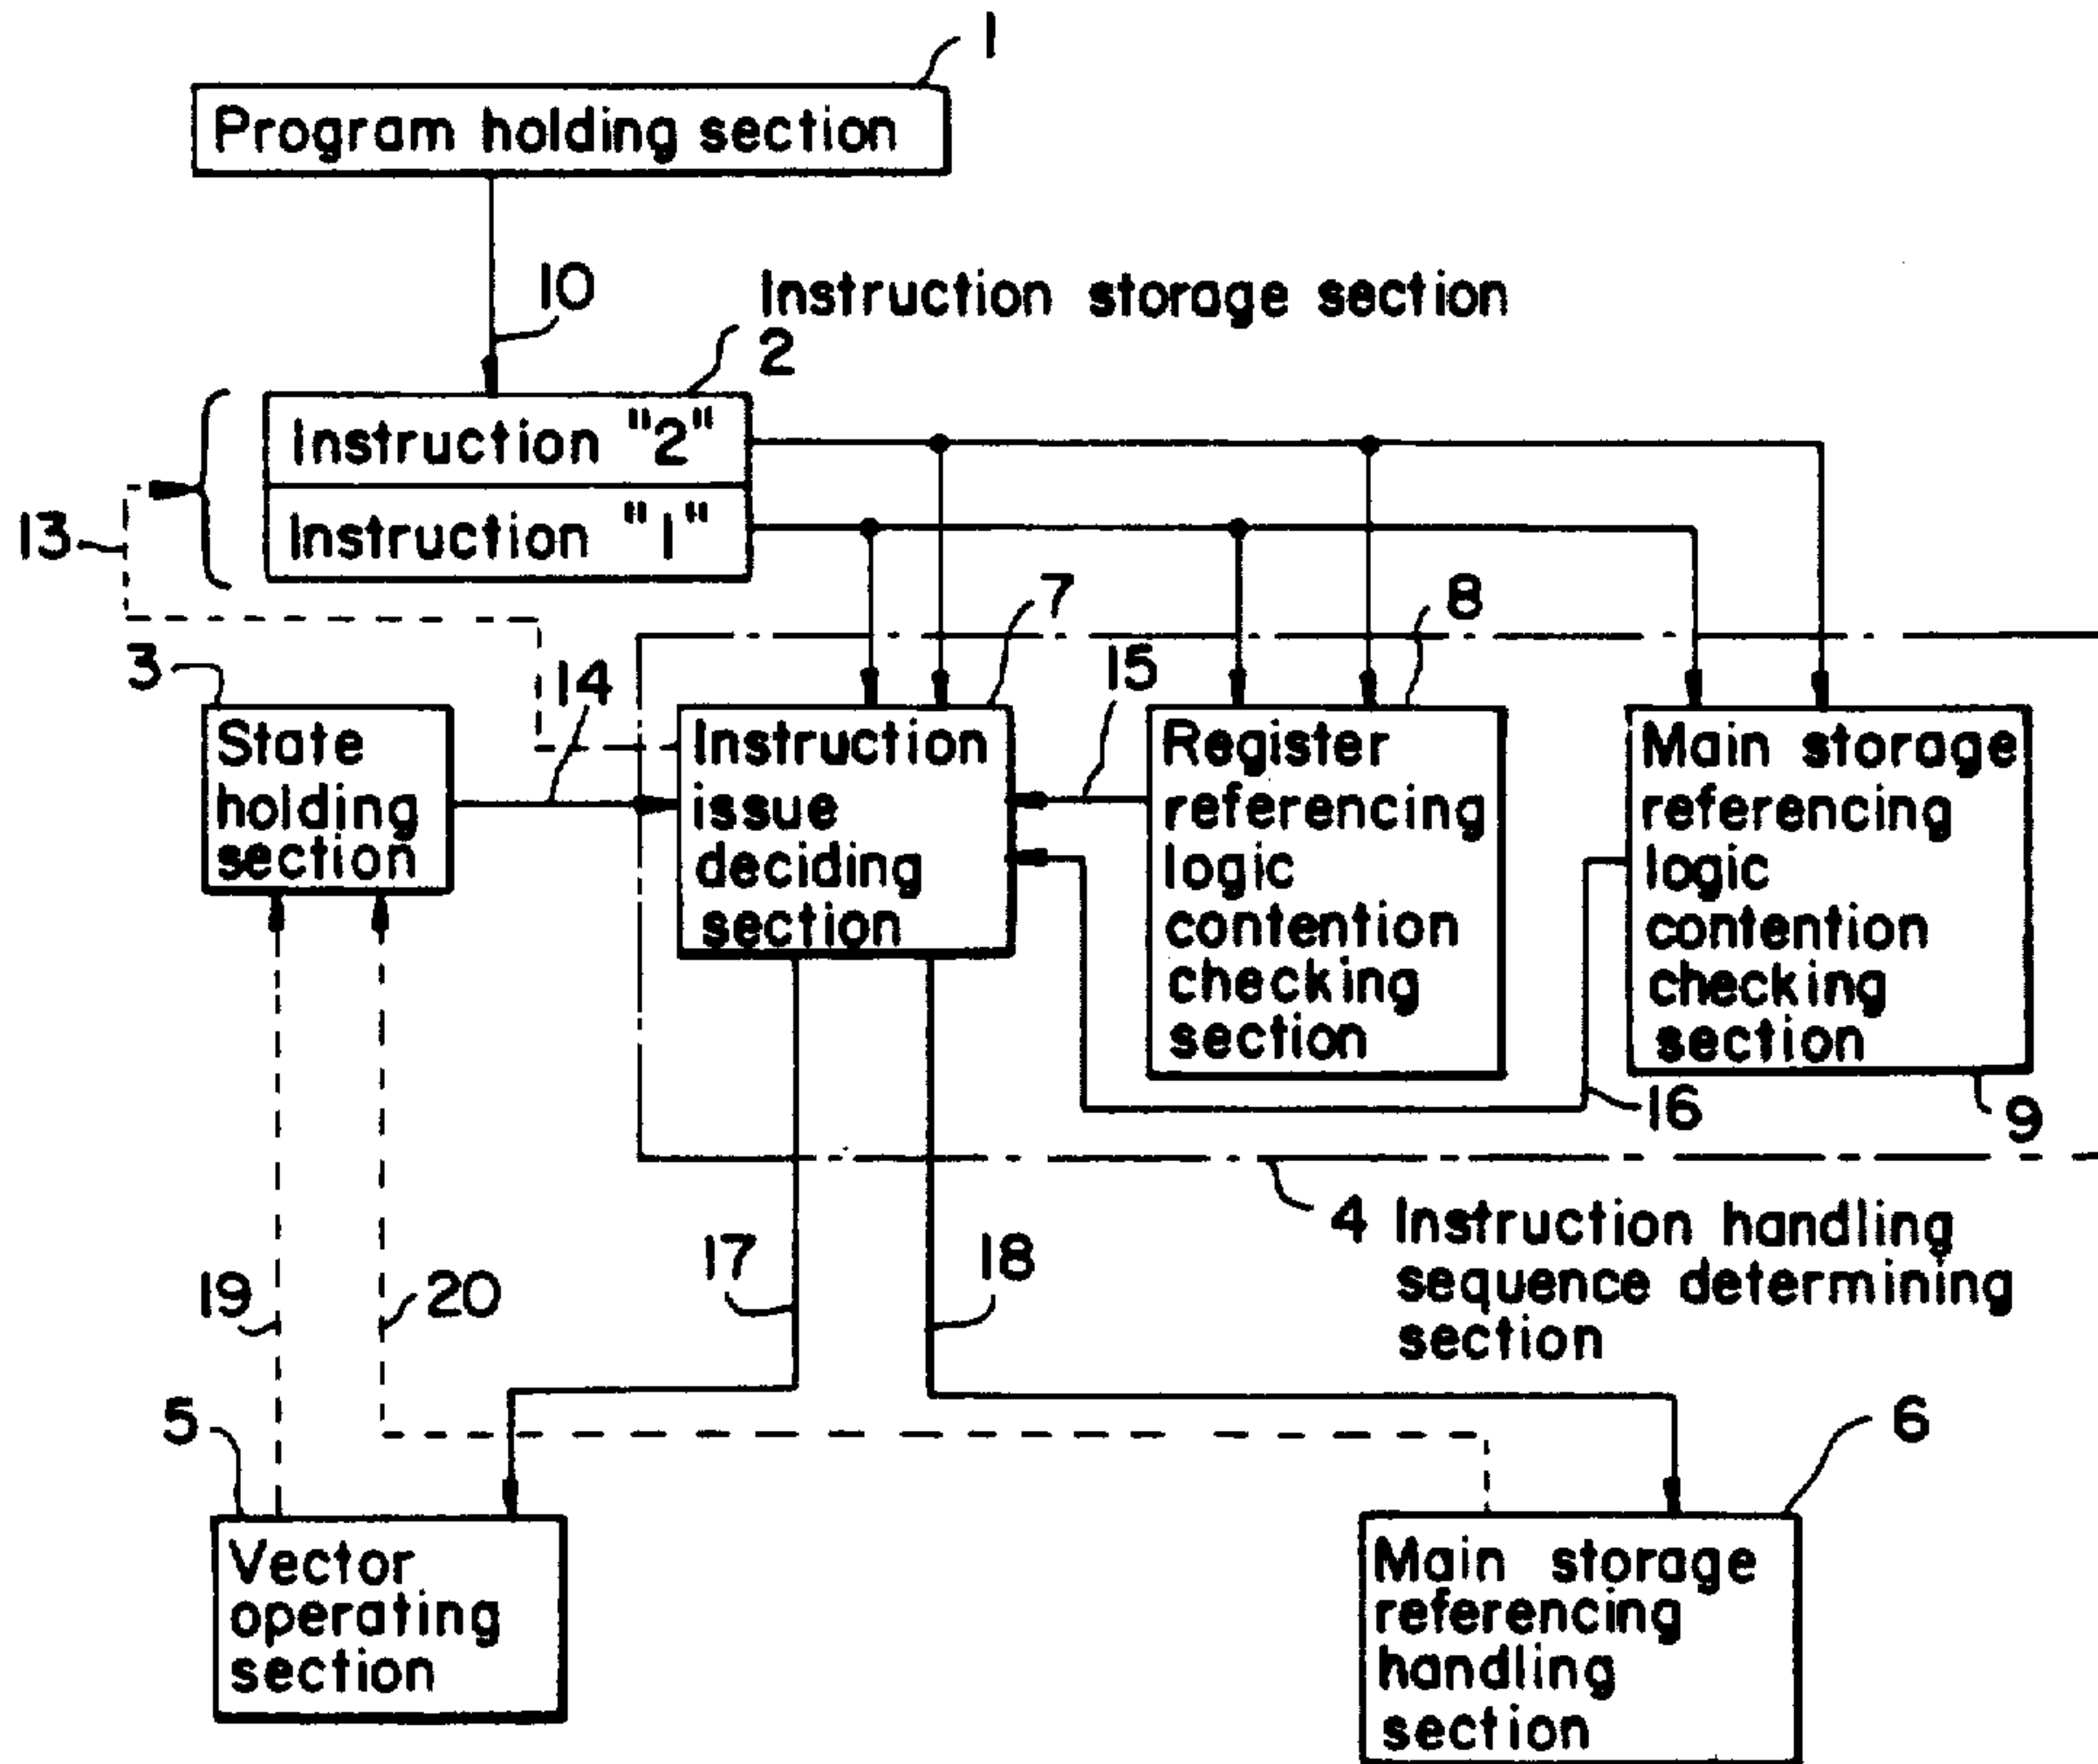 1
Program holding section
10
Instruction storage section
2
Instruction "2"
Instruction "1"
13
7
8
3
14
15
State
holding
section
Instruction
issue
deciding
section
Register
referencing
logic
contention
checking
section
Main storage
referencing
logic
contention
checking
section
16
9
4 Instruction handling
sequence determining
section
17
18
19
20
5
6
Vector
operating
section
Main storage
referencing
handling
section